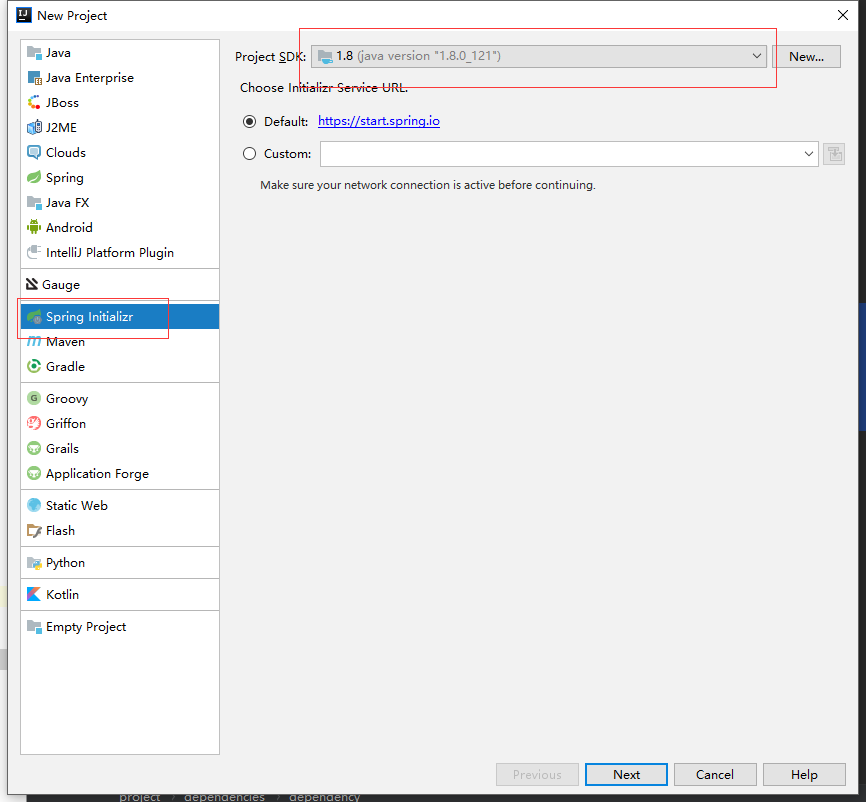 New Project
Java
Java Enterprise
JBoss
J2ME
Clouds
Spring
Java FX
Android
IntelliJ Platform Plugin
Gauge
Spring Initializr
Maven
Gradle
Groovy
Griffon
Grails
Application Forge
Static Web
Flash
Python
Kotlin
Empty Project
Project SDK: 1.8 (java version "1.8.0_121") New...
Choose Initializr Service URL.
Default: https://start.spring.io
Custom:
Make sure your network connection is active before continuing.
Previous Next Cancel Help
project › dependencies › dependency